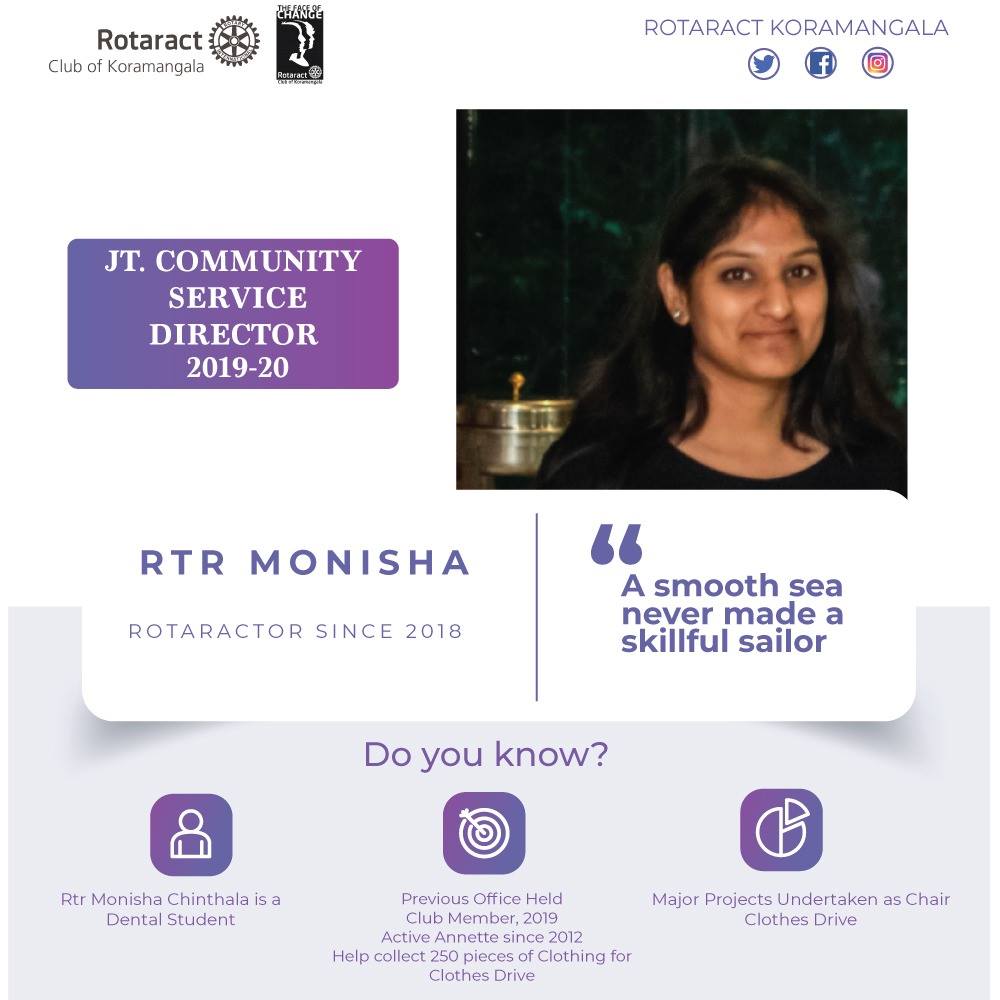 Rotaract
Club of Koramangala
THE FACE OF
CHANGE
Rotaract
Club of Koramangala
ROTARACT KORAMANGALA
JT. COMMUNITY
SERVICE
DIRECTOR
2019-20
RTR MONISHA
ROTARACTOR SINCE 2018
“
A smooth sea
never made a
skillful sailor
Do you know?
Rtr Monisha Chinthala is a
Dental Student
Previous Office Held
Club Member, 2019
Active Annette since 2012
Help collect 250 pieces of Clothing for
Clothes Drive
Major Projects Undertaken as Chair
Clothes Drive